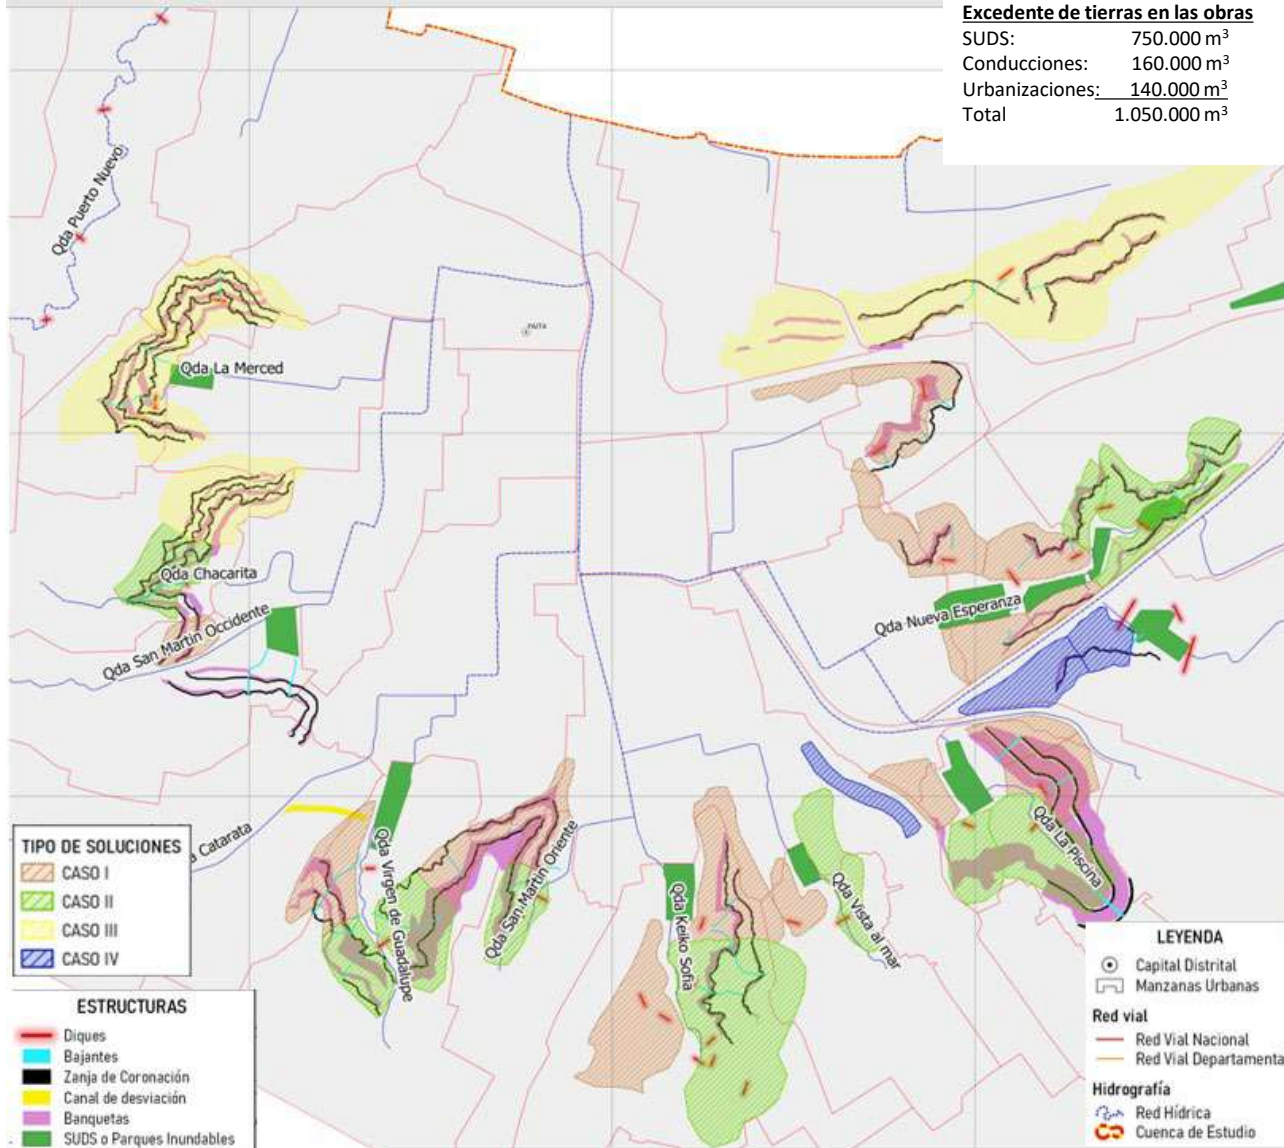 Excedente de tierras en las obras
SUDS: 750.000 m³
Conducciones: 160.000 m³
Urbanizaciones: 140.000 m³
Total 1.050.000 m³
Qda Puerto Nuevo
PAITA
Qda La Merced
Qda Chacarita
Qda San Martin Occidente
Qda Nueva Esperanza
a Catarata
Qda Virgen de Guadalupe
Qda San Martin Oriente
Qda Keiko Sofia
Qda Vista al mar
Qda La Piscina
TIPO DE SOLUCIONES
CASO I
CASO II
CASO III
CASO IV
ESTRUCTURAS
Diques
Bajantes
Zanja de Coronación
Canal de desviación
Banquetas
SUDS o Parques Inundables
LEYENDA
Capital Distrital
Manzanas Urbanas
Red vial
Red Vial Nacional
Red Vial Departamenta
Hidrografía
Red Hídrica
Cuenca de Estudio